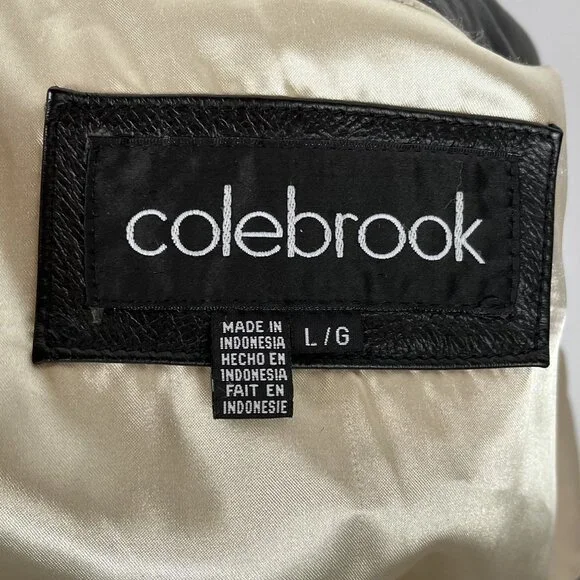 colebrook
MADE IN
INDONESIA
HECHO EN
INDONESIA
FAIT EN
INDONESIE
L/G